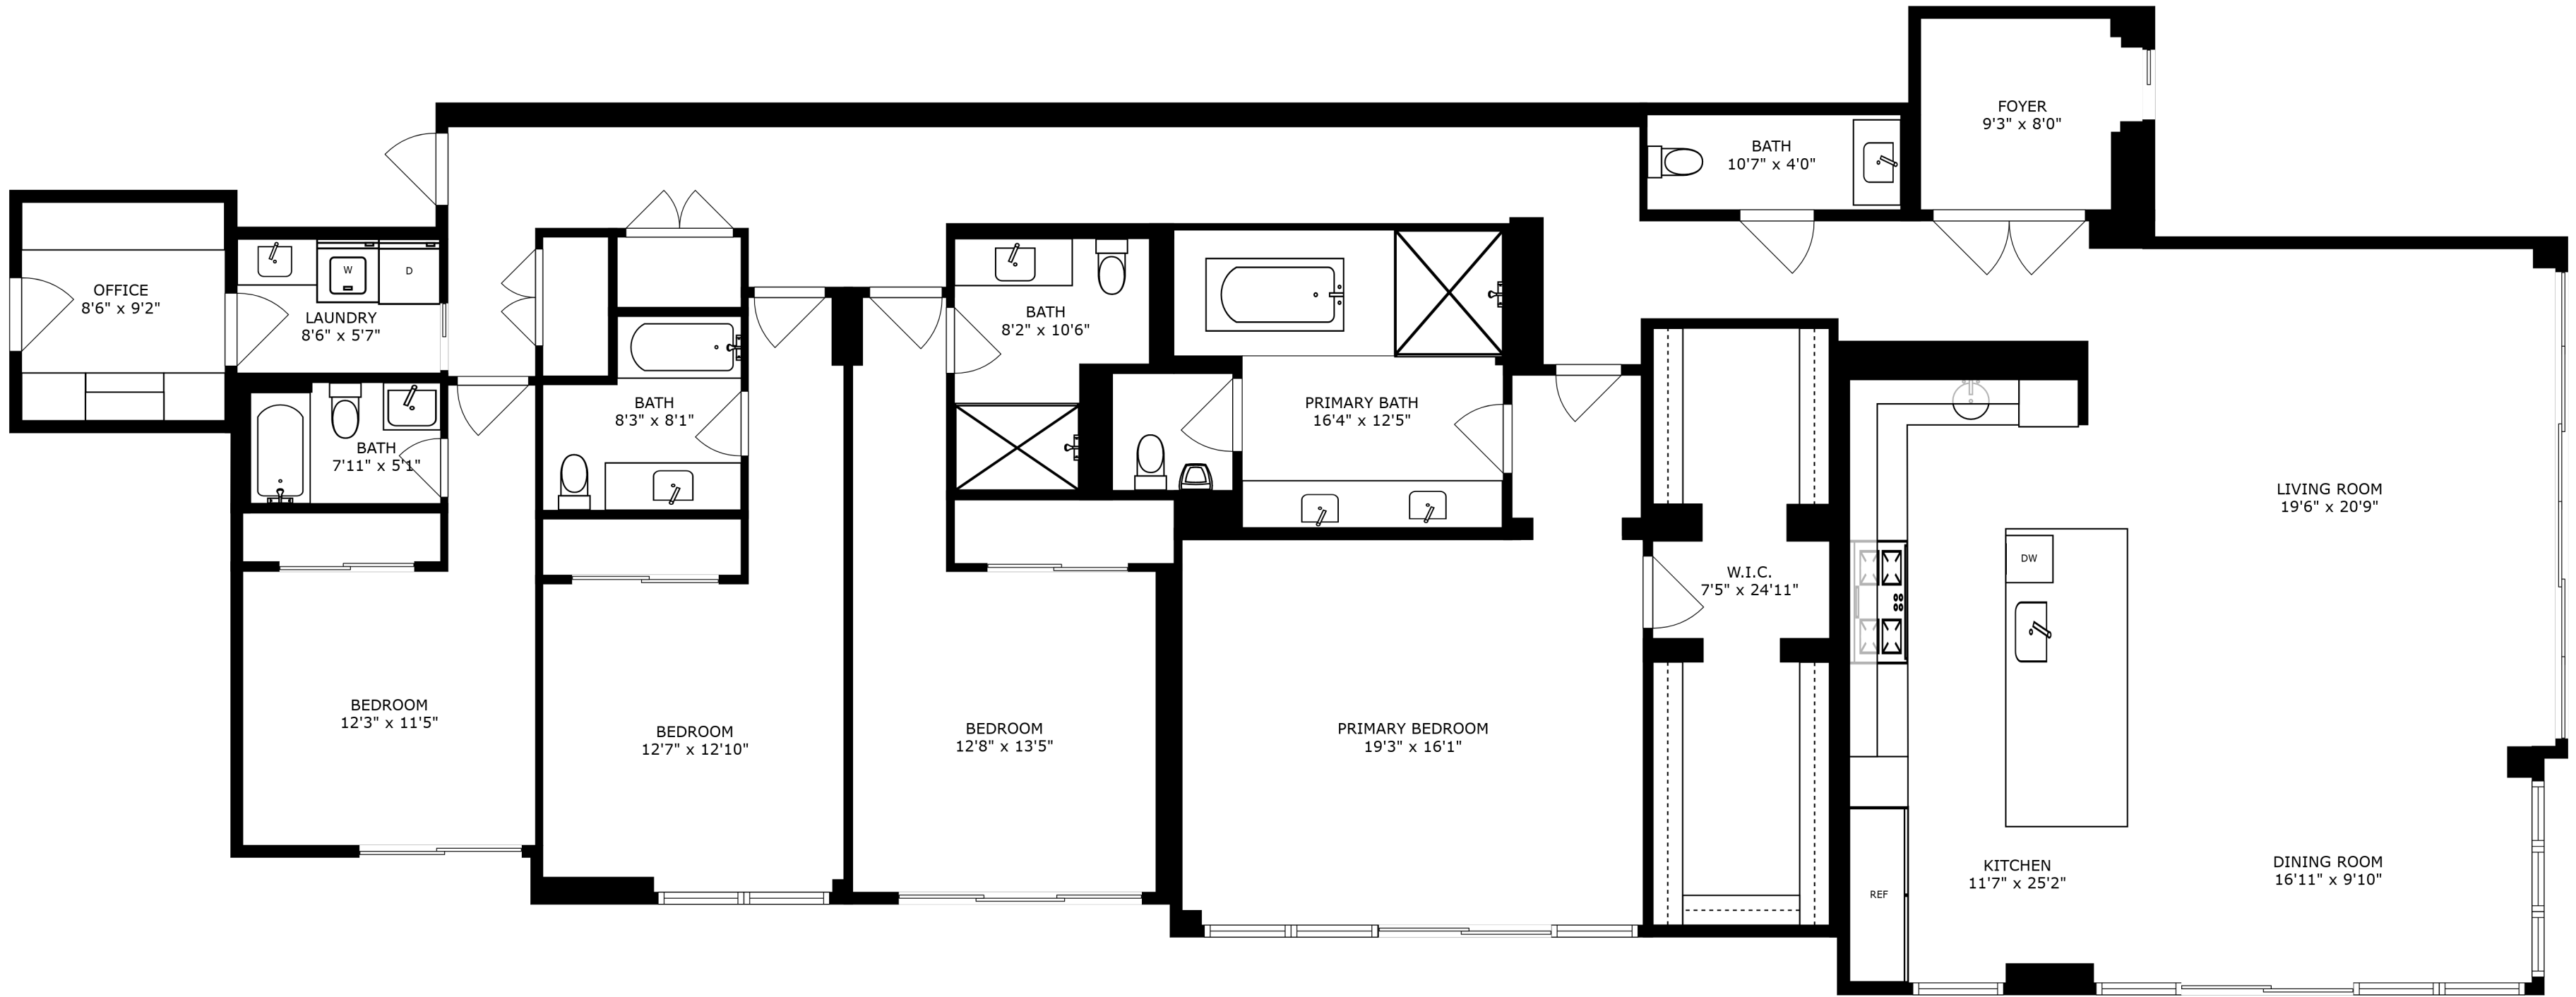 FOYER
9'3" x 8'0"
BATH
10'7" x 4'0"
OFFICE
8'6" x 9'2"
W
D
LAUNDRY
8'6" x 5'7"
BATH
8'2" x 10'6"
BATH
8'3" x 8'1"
PRIMARY BATH
16'4" x 12'5"
BATH
7'11" x 5'1"
LIVING ROOM
19'6" x 20'9"
DW
W.I.C.
7'5" x 24'11"
BEDROOM
12'3" x 11'5"
BEDROOM
12'7" x 12'10"
BEDROOM
12'8" x 13'5"
PRIMARY BEDROOM
19'3" x 16'1"
KITCHEN
11'7" x 25'2"
DINING ROOM
16'11" x 9'10"
REF